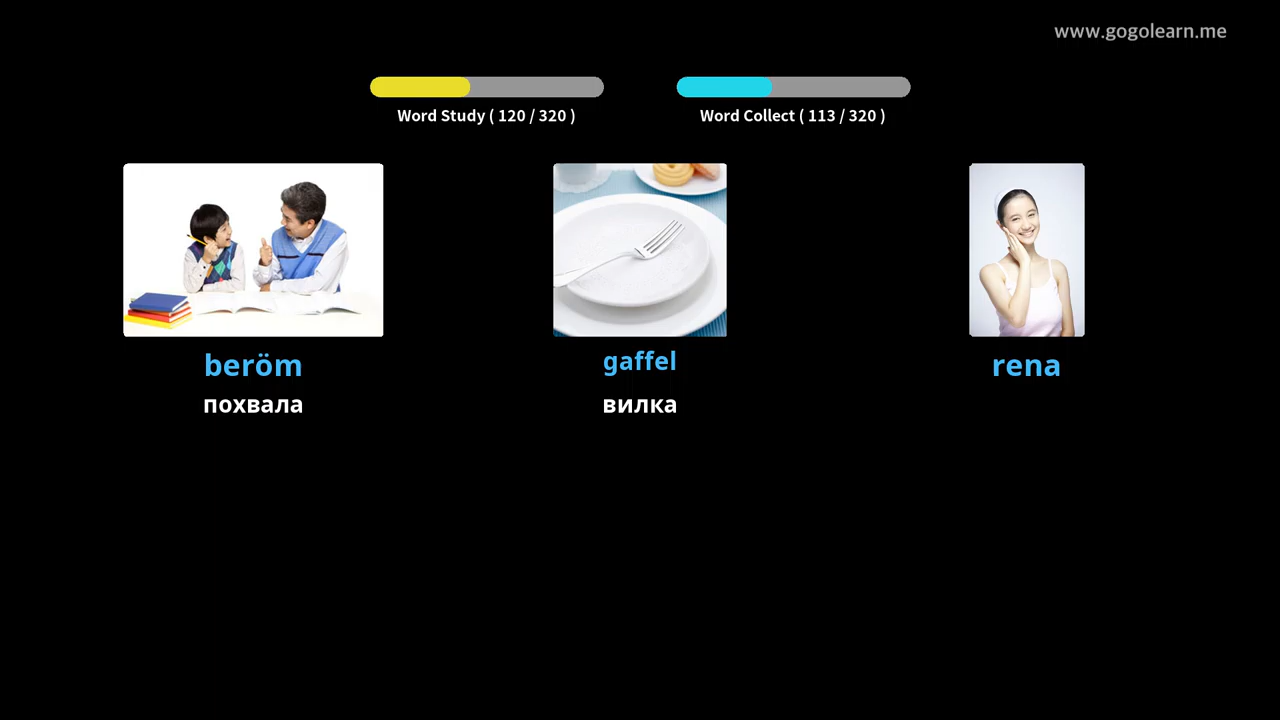 www.gogolearn.me
Word Study ( 120 / 320 )
Word Collect ( 113 / 320 )
beröm
похвала
gaffel
вилка
rena